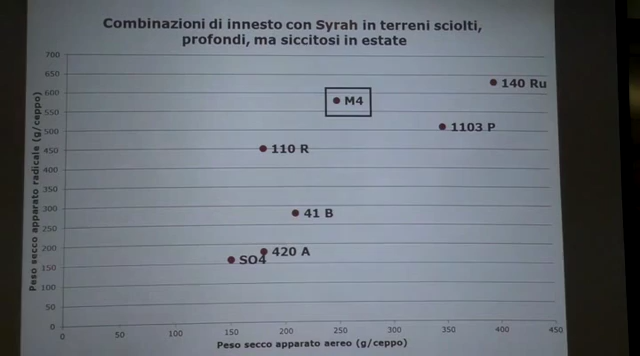 Combinazioni di innesto con Syrah in terreni sciolti,
profondi, ma siccitosi in estate
Peso secco apparato radicale (g/ceppo)
700
650
600
550
500
450
400
350
300
250
200
150
100
50
0
140 Ru
M4
1103 P
110 R
41 B
420 A
SO4
0 50 100 150 200 250 300 350 400 450
Peso secco apparato aereo (g/ceppo)